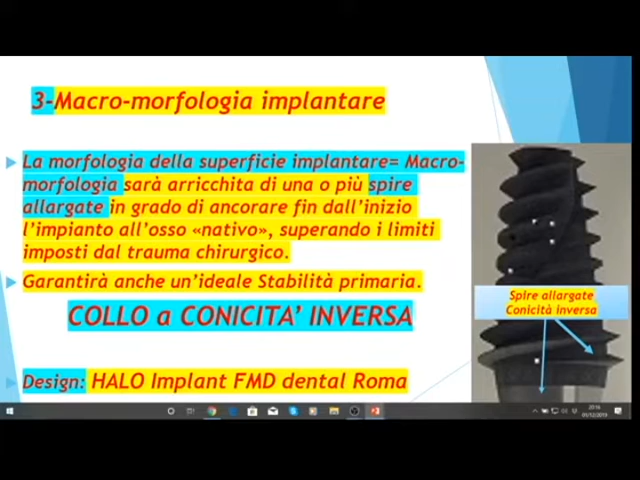 3-Macro-morfologia implantare
La morfologia della superficie implantare= Macro-
morfologia sarà arricchita di una o più spire
allargate in grado di ancorare fin dall'inizio
l'impianto all'osso «nativo», superando i limiti
imposti dal trauma chirurgico.
Garantirà anche un'ideale Stabilità primaria.
COLLO a CONICITA' INVERSA
Spire allargate
Conicità inversa
Design: HALO Implant FMD dental Roma